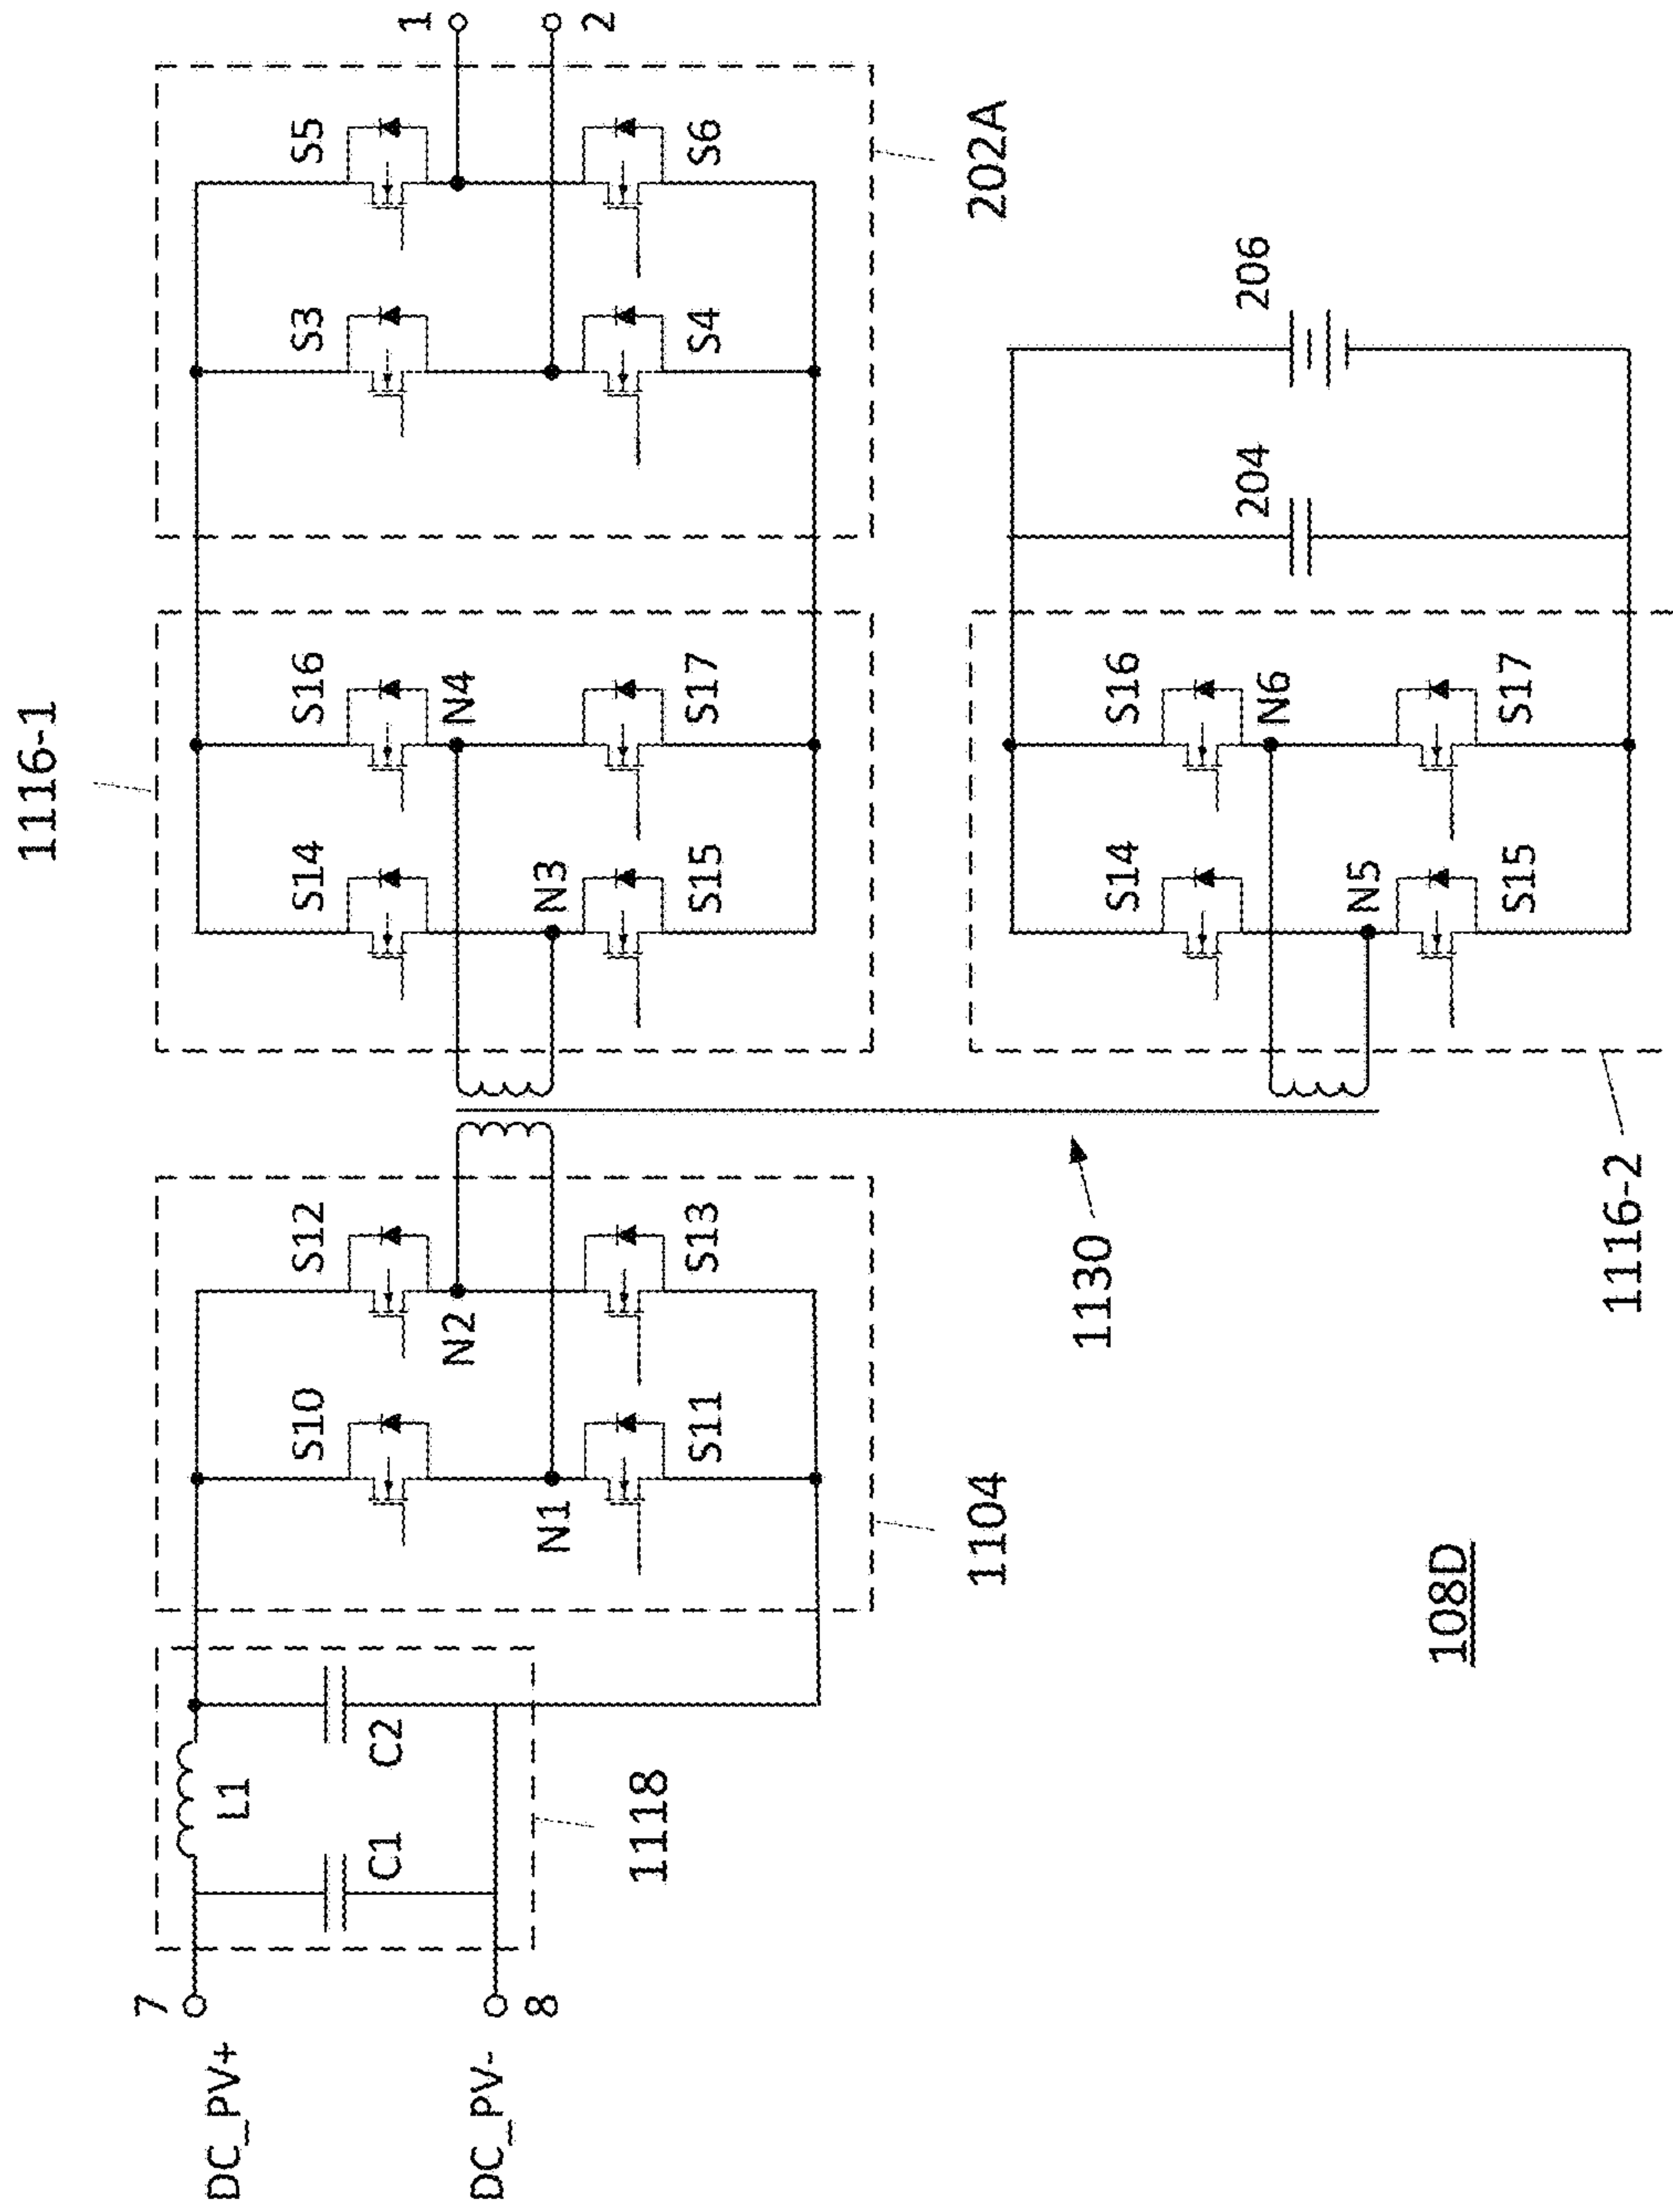 1116-1
1
2
S14
S16
S3
S5
N4
N3
S15
S17
S4
S6
202A
7
DC_PV+
L1
C1
C2
DC_PV-
8
1118
S10
S12
N2
N1
S11
S13
1104
1130
S14
S16
N6
N5
S15
S17
204
206
1116-2
108D